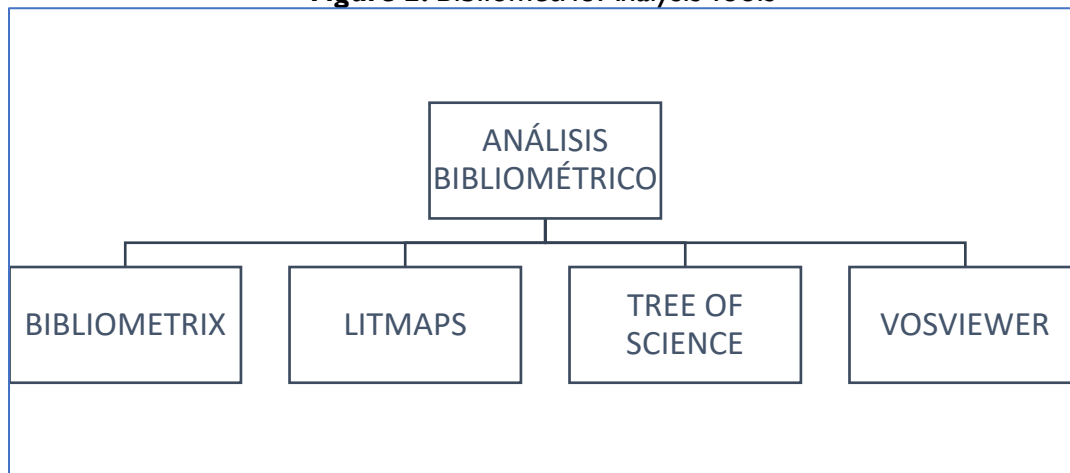 ANÁLISIS
BIBLIOMÉTRICO
BIBLIOMETRIX
LITMAPS
TREE OF
SCIENCE
VOSVIEWER